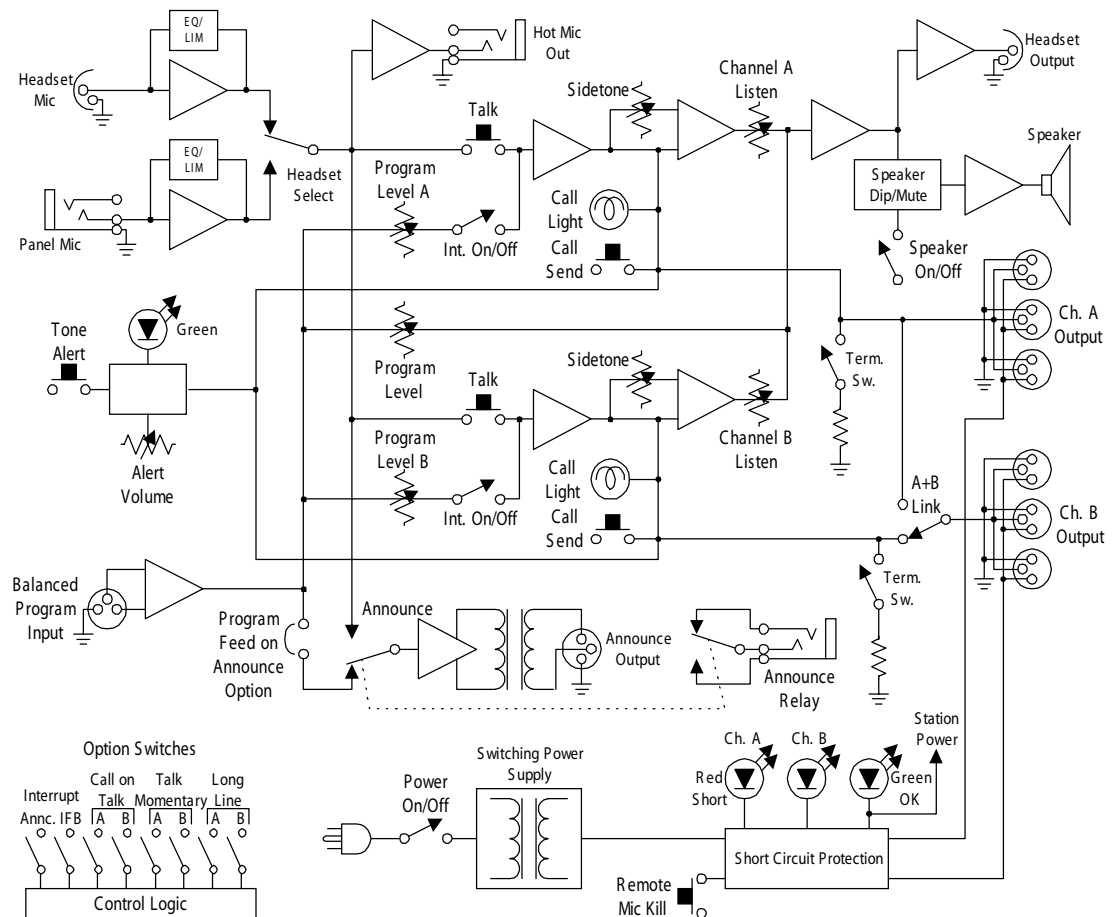 EQ/
LIM
Headset
Mic
Hot Mic
Out
Headset
Output
Channel A
Listen
Sidetone
Talk
Speaker
EQ/
LIM
Headset
Select
Program
Level A
Speaker
Dip/Mute
Panel Mic
Call
Light
Int. On/Off
Call
Send
Speaker
On/Off
Tone
Alert
Green
Ch. A
Output
Program
Level
Sidetone
Term.
Sw.
Talk
Alert
Volume
Program
Level B
Channel B
Listen
Call
Light
A+B
Link
Int. On/Off
Call
Send
Ch. B
Output
Balanced
Program
Input
Term.
Sw.
Program
Feed on
Announce
Option
Announce
Announce
Output
Announce
Relay
Station
Power
Option Switches
Switching Power
Supply
Ch. A
Ch. B
Interrupt
Annc. IFB
Call on
Talk
A B
Talk
Momentary
A B
Long
Line
A B
Power
On/Off
Red
Short
Green
OK
Short Circuit Protection
Remote
Mic Kill
Control Logic